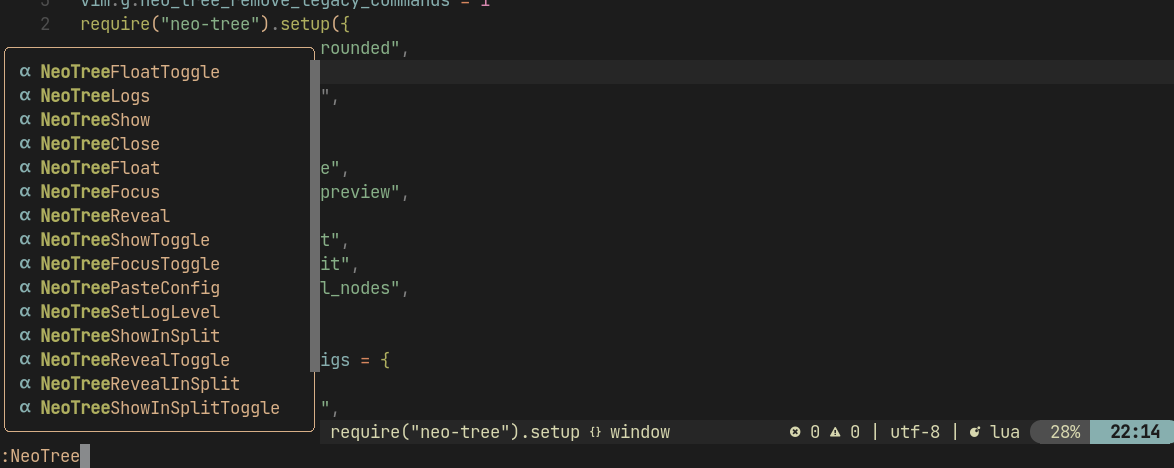 3 vim.g.neo_tree_remove_legacy_commands = 1
2 require("neo-tree").setup({
rounded",
α NeoTreeFloatToggle
α NeoTreeLogs ",
α NeoTreeShow
α NeoTreeClose
α NeoTreeFloat e",
α NeoTreeFocus preview",
α NeoTreeReveal
α NeoTreeShowToggle t",
α NeoTreeFocusToggle it",
α NeoTreePasteConfig l_nodes",
α NeoTreeSetLogLevel
α NeoTreeShowInSplit
α NeoTreeRevealToggle igs = {
α NeoTreeRevealInSplit
α NeoTreeShowInSplitToggle ",
require("neo-tree").setup {} window 0 0 | utf-8 | lua 28% 22:14
:NeoTree